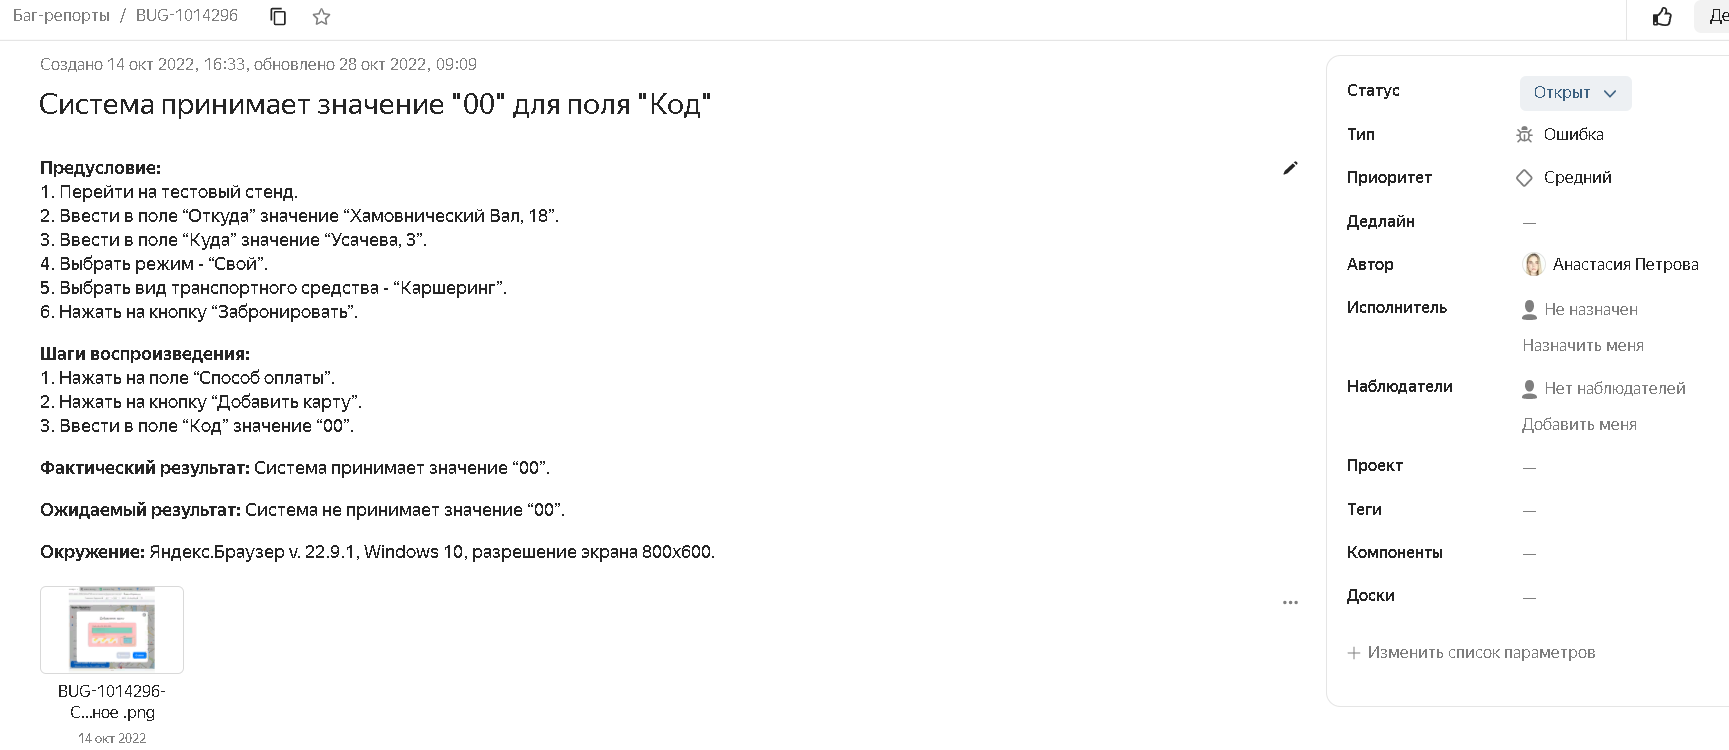 Баг-репорты / BUG-1014296
Де
Создано 14 окт 2022, 16:33, обновлено 28 окт 2022, 09:09
Система принимает значение "00" для поля "Код"
Предусловие:
1. Перейти на тестовый стенд.
2. Ввести в поле “Откуда” значение “Хамовнический Вал, 18”.
3. Ввести в поле “Куда” значение “Усачева, 3”.
4. Выбрать режим - “Свой”.
5. Выбрать вид транспортного средства - “Каршеринг”.
6. Нажать на кнопку “Забронировать”.
Шаги воспроизведения:
1. Нажать на поле “Способ оплаты”.
2. Нажать на кнопку “Добавить карту”.
3. Ввести в поле “Код” значение “00”.
Фактический результат: Система принимает значение “00”.
Ожидаемый результат: Система не принимает значение “00”.
Окружение: Яндекс.Браузер v. 22.9.1, Windows 10, разрешение экрана 800x600.
BUG-1014296-
С...ное .png
14 окт 2022
Статус Открыт
Тип Ошибка
Приоритет Средний
Дедлайн —
Автор Анастасия Петрова
Исполнитель Не назначен
Назначить меня
Наблюдатели Нет наблюдателей
Добавить меня
Проект —
Теги —
Компоненты —
Доски —
+ Изменить список параметров